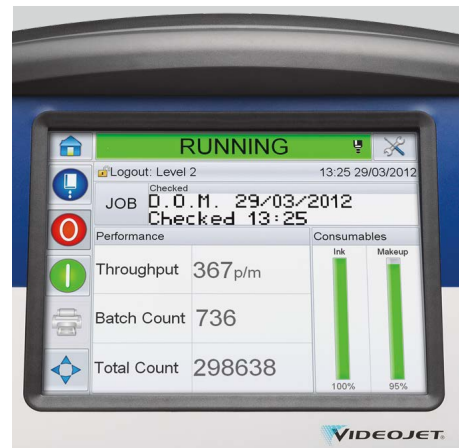 RUNNING
Logout: Level 2 13:25 29/03/2012
Checked
JOB D.O.M. 29/03/2012
Checked 13:25
Performance Consumables
Ink Makeup
Throughput 367p/m
Batch Count 736
Total Count 298638
100% 95%
VIDEOJET.